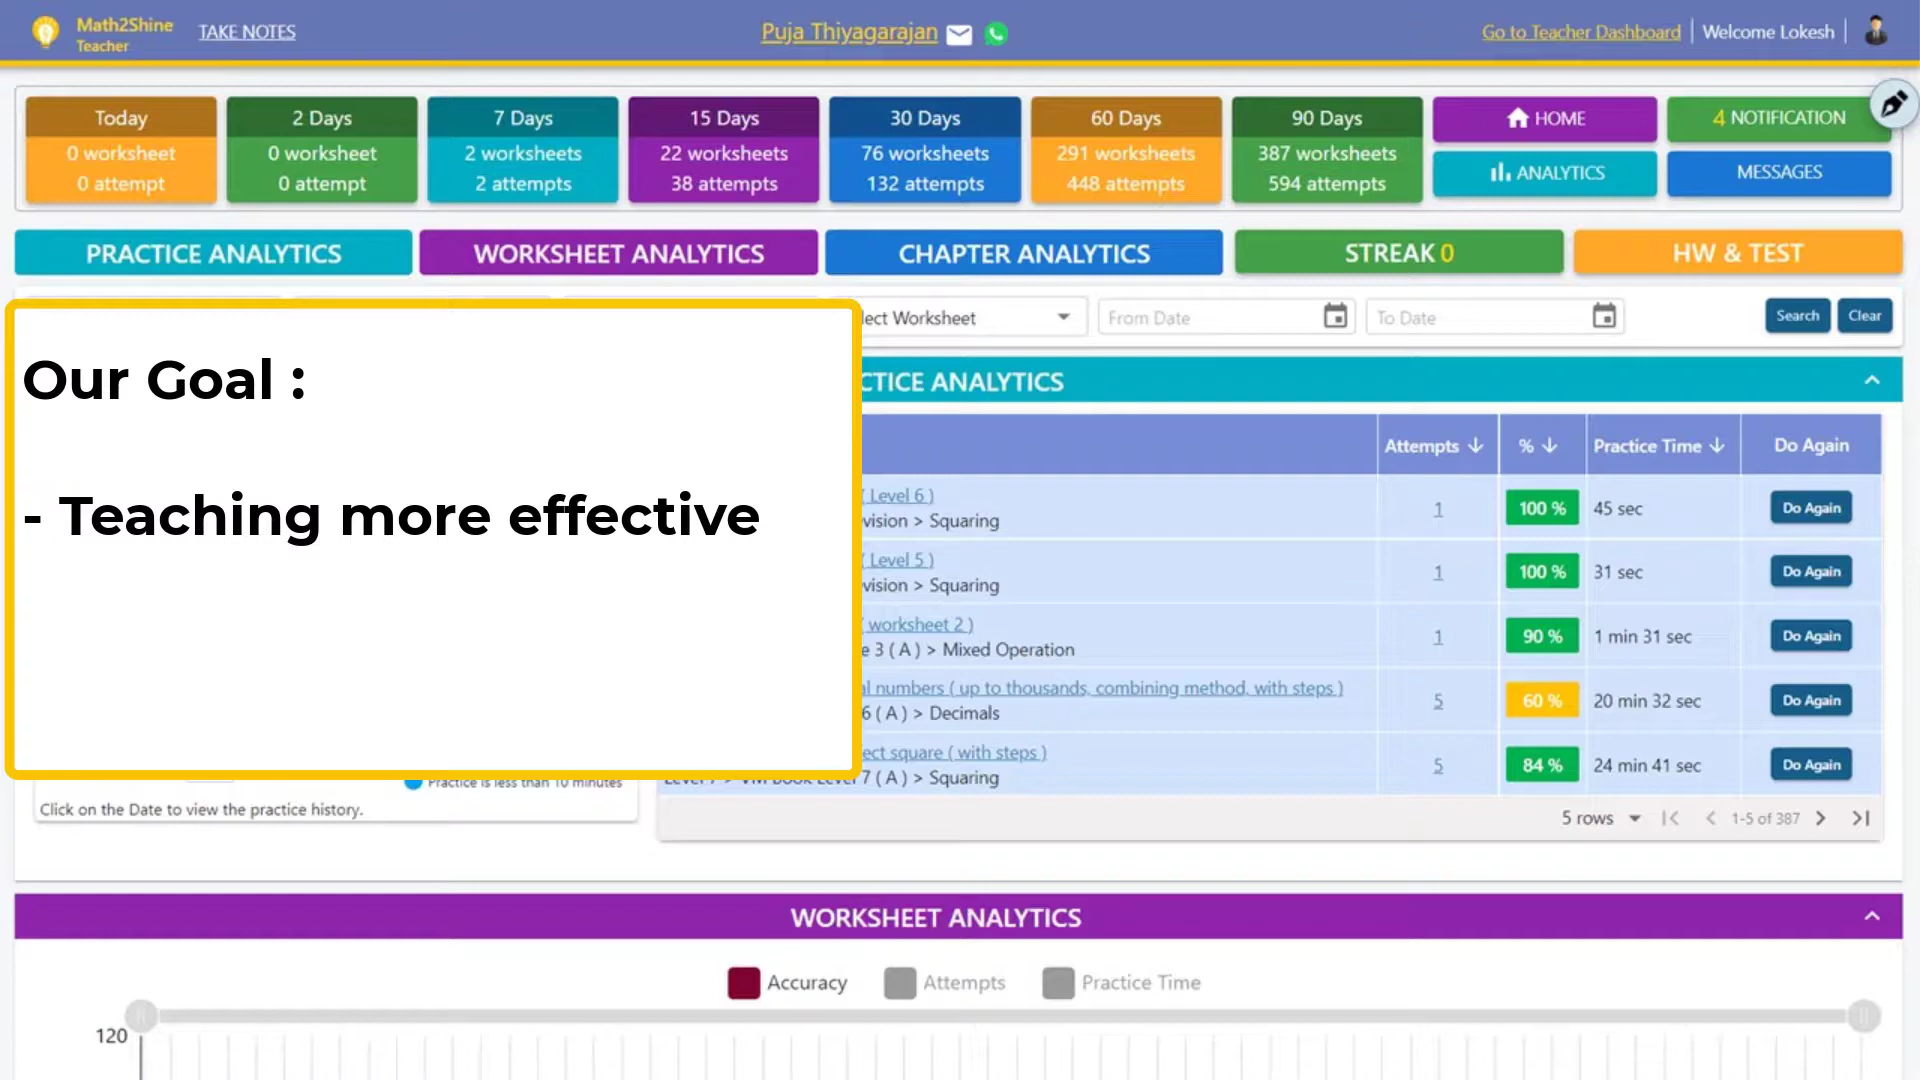 Math2Shine
Teacher
TAKE NOTES
Puja Thiyagarajan
Go to Teacher Dashboard
Welcome Lokesh
Today
0 worksheet
0 attempt
2 Days
0 worksheet
0 attempt
7 Days
2 worksheets
2 attempts
15 Days
22 worksheets
38 attempts
30 Days
76 worksheets
132 attempts
60 Days
291 worksheets
448 attempts
90 Days
387 worksheets
594 attempts
HOME
4 NOTIFICATION
ANALYTICS
MESSAGES
PRACTICE ANALYTICS
WORKSHEET ANALYTICS
CHAPTER ANALYTICS
STREAK 0
HW & TEST
lect Worksheet
From Date
To Date
Search
Clear
Our Goal :
- Teaching more effective
CTICE ANALYTICS
Attempts
%
Practice Time
Do Again
( Level 6 )
vision > Squaring
1
100 %
45 sec
Do Again
( Level 5 )
vision > Squaring
1
100 %
31 sec
Do Again
( worksheet 2 )
e 3 ( A ) > Mixed Operation
1
90 %
1 min 31 sec
Do Again
al numbers ( up to thousands, combining method, with steps )
6 ( A ) > Decimals
5
60 %
20 min 32 sec
Do Again
ect square ( with steps )
7 ( A ) > Squaring
5
84 %
24 min 41 sec
Do Again
Practice is less than 10 minutes
Click on the Date to view the practice history.
5 rows
1-5 of 387
WORKSHEET ANALYTICS
Accuracy
Attempts
Practice Time
120